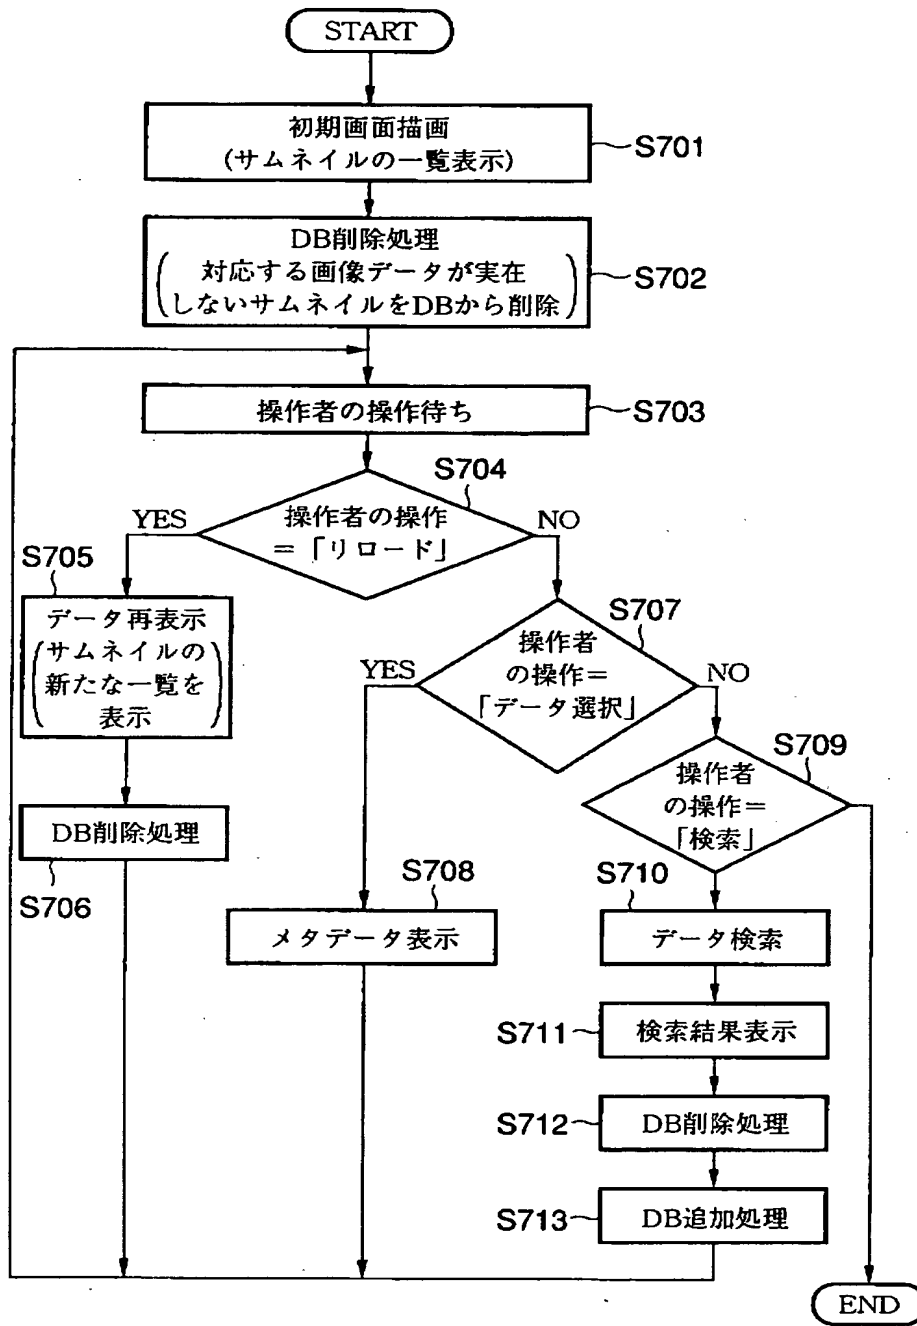 START
初期画面描画
(サムネイルの一覧表示)
S701
DB削除処理
(対応する画像データが実在
しないサムネイルをDBから削除)
S702
操作者の操作待ち
S703
S704
操作者の操作
=「リロード」
YES
NO
S705
データ再表示
(サムネイルの
新たな一覧を
表示)
S707
操作者
の操作=
「データ選択」
YES
NO
S709
操作者
の操作=
「検索」
DB削除処理
S706
S708
メタデータ表示
S710
データ検索
S711
検索結果表示
S712
DB削除処理
S713
DB追加処理
END